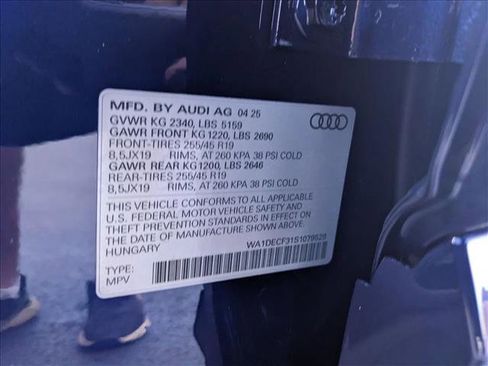 MFD. BY AUDI AG 04 25
GVWR KG 2340, LBS 5159
GAWR FRONT KG 1220, LBS 2690
FRONT-TIRES 255/45 R19
8,5JX19 RIMS, AT 260 KPA 38 PSI COLD
GAWR REAR KG1200, LBS 2646
REAR-TIRES 255/45 R19
8,5JX19 RIMS, AT 260 KPA 38 PSI COLD
THIS VEHICLE CONFORMS TO ALL APPLICABLE
U.S. FEDERAL MOTOR VEHICLE SAFETY AND
THEFT PREVENTION STANDARDS IN EFFECT ON
THE DATE OF MANUFACTURE SHOWN ABOVE.
HUNGARY
WA1DECF31S1079529
TYPE:
MPV